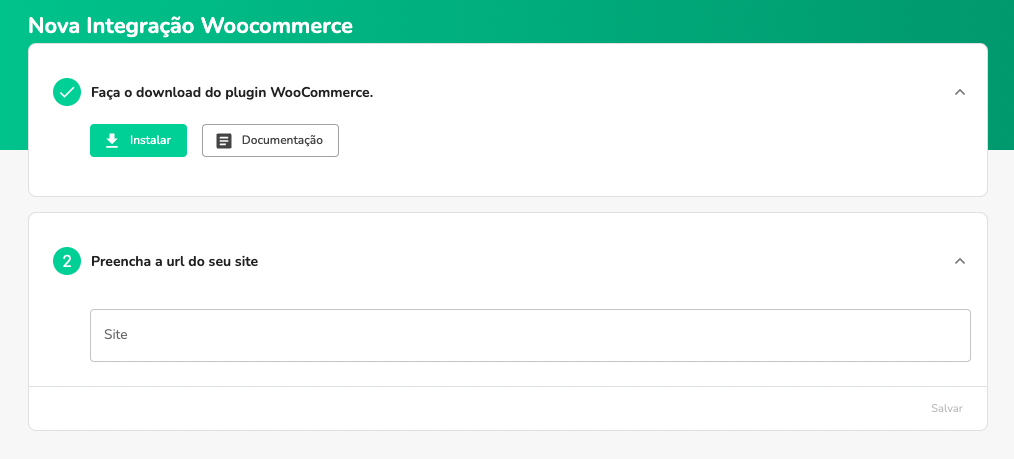 Nova Integração Woocommerce
Faça o download do plugin WooCommerce.
Instalar
Documentação
2
Preencha a url do seu site
Site
Salvar